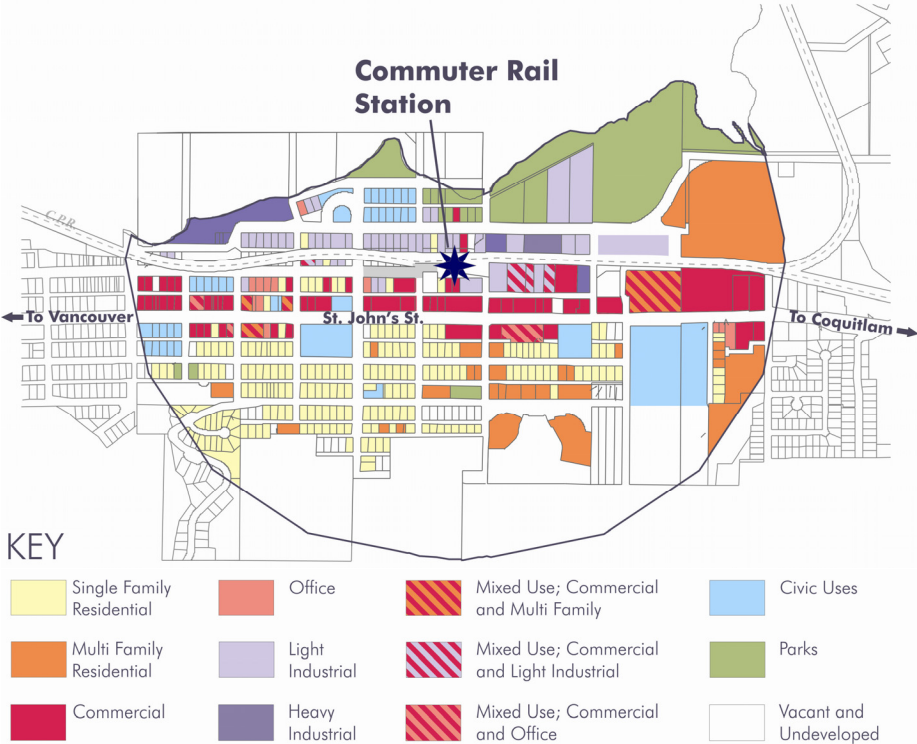 Commuter Rail
Station
C.P.R.
To Vancouver
St. John's St.
To Coquitlam
KEY
Single Family
Residential
Office
Mixed Use; Commercial
and Multi Family
Civic Uses
Multi Family
Residential
Light
Industrial
Mixed Use; Commercial
and Light Industrial
Parks
Commercial
Heavy
Industrial
Mixed Use; Commercial
and Office
Vacant and
Undeveloped